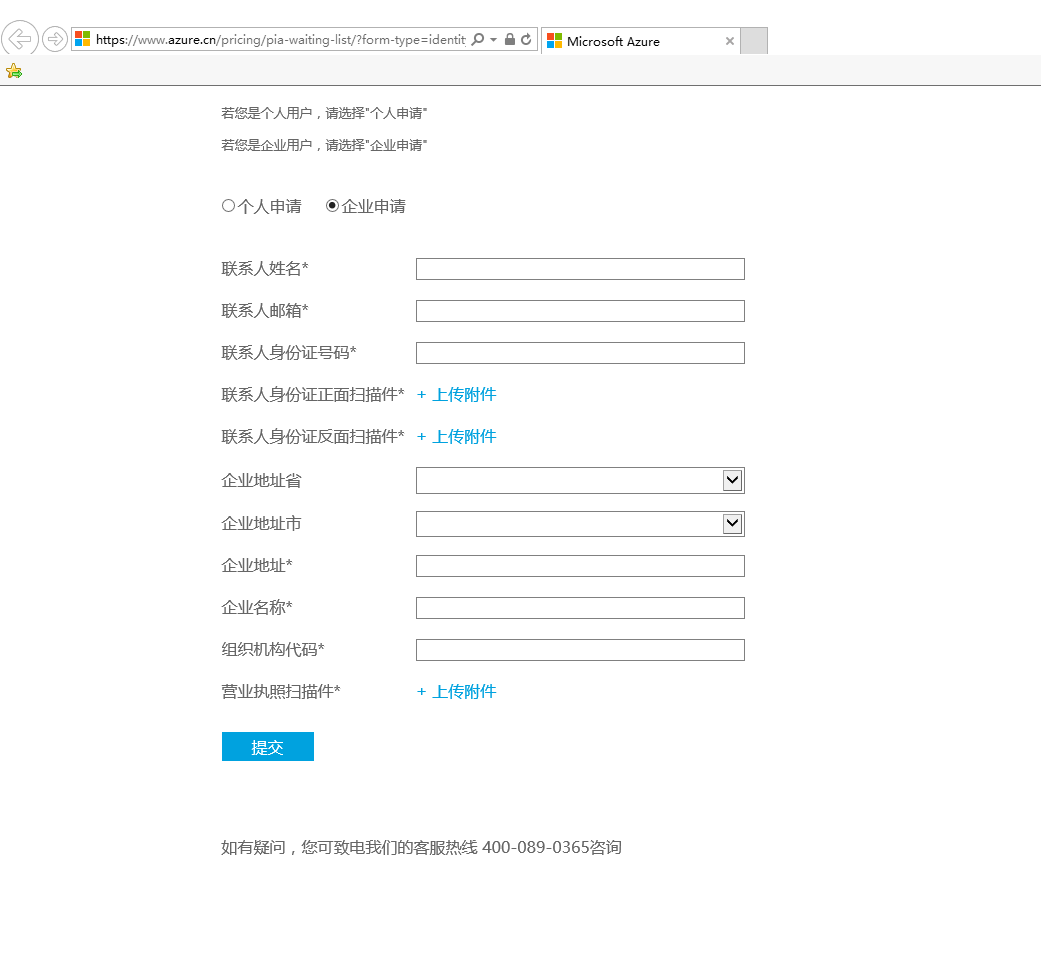 https://www.azure.cn/pricing/pia-waiting-list/?form-type=identit
Microsoft Azure
若您是个人用户，请选择"个人申请"
若您是企业用户，请选择"企业申请"
个人申请 企业申请
联系人姓名*
联系人邮箱*
联系人身份证号码*
联系人身份证正面扫描件* + 上传附件
联系人身份证反面扫描件* + 上传附件
企业地址省
企业地址市
企业地址*
企业名称*
组织机构代码*
营业执照扫描件* + 上传附件
提交
如有疑问，您可致电我们的客服热线 400-089-0365咨询